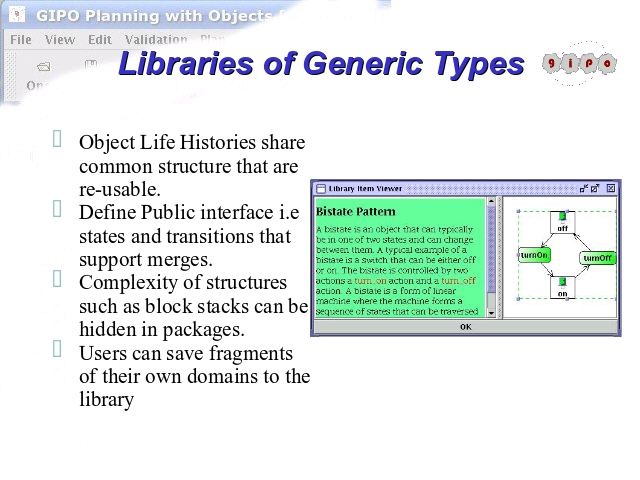 GIPO Planning with Objects
File View Edit Validation
Libraries of Generic Types
g i p o
Object Life Histories share
common structure that are
re-usable.
Define Public interface i.e
states and transitions that
support merges.
Complexity of structures
such as block stacks can be
hidden in packages.
Users can save fragments
of their own domains to the
library
Library Item Viewer
Bistate Pattern
A bistate is an object that can typically
be in one of two states and can change
between them. A typical example of a
bistate is a switch that can be either off
or on. The bistate is controlled by two
actions a turn_on action and a turn_off
action. A bistate is a form of linear
machine where the machine forms a
sequence of states that can be traversed
off
turnOn
turnOff
on
OK